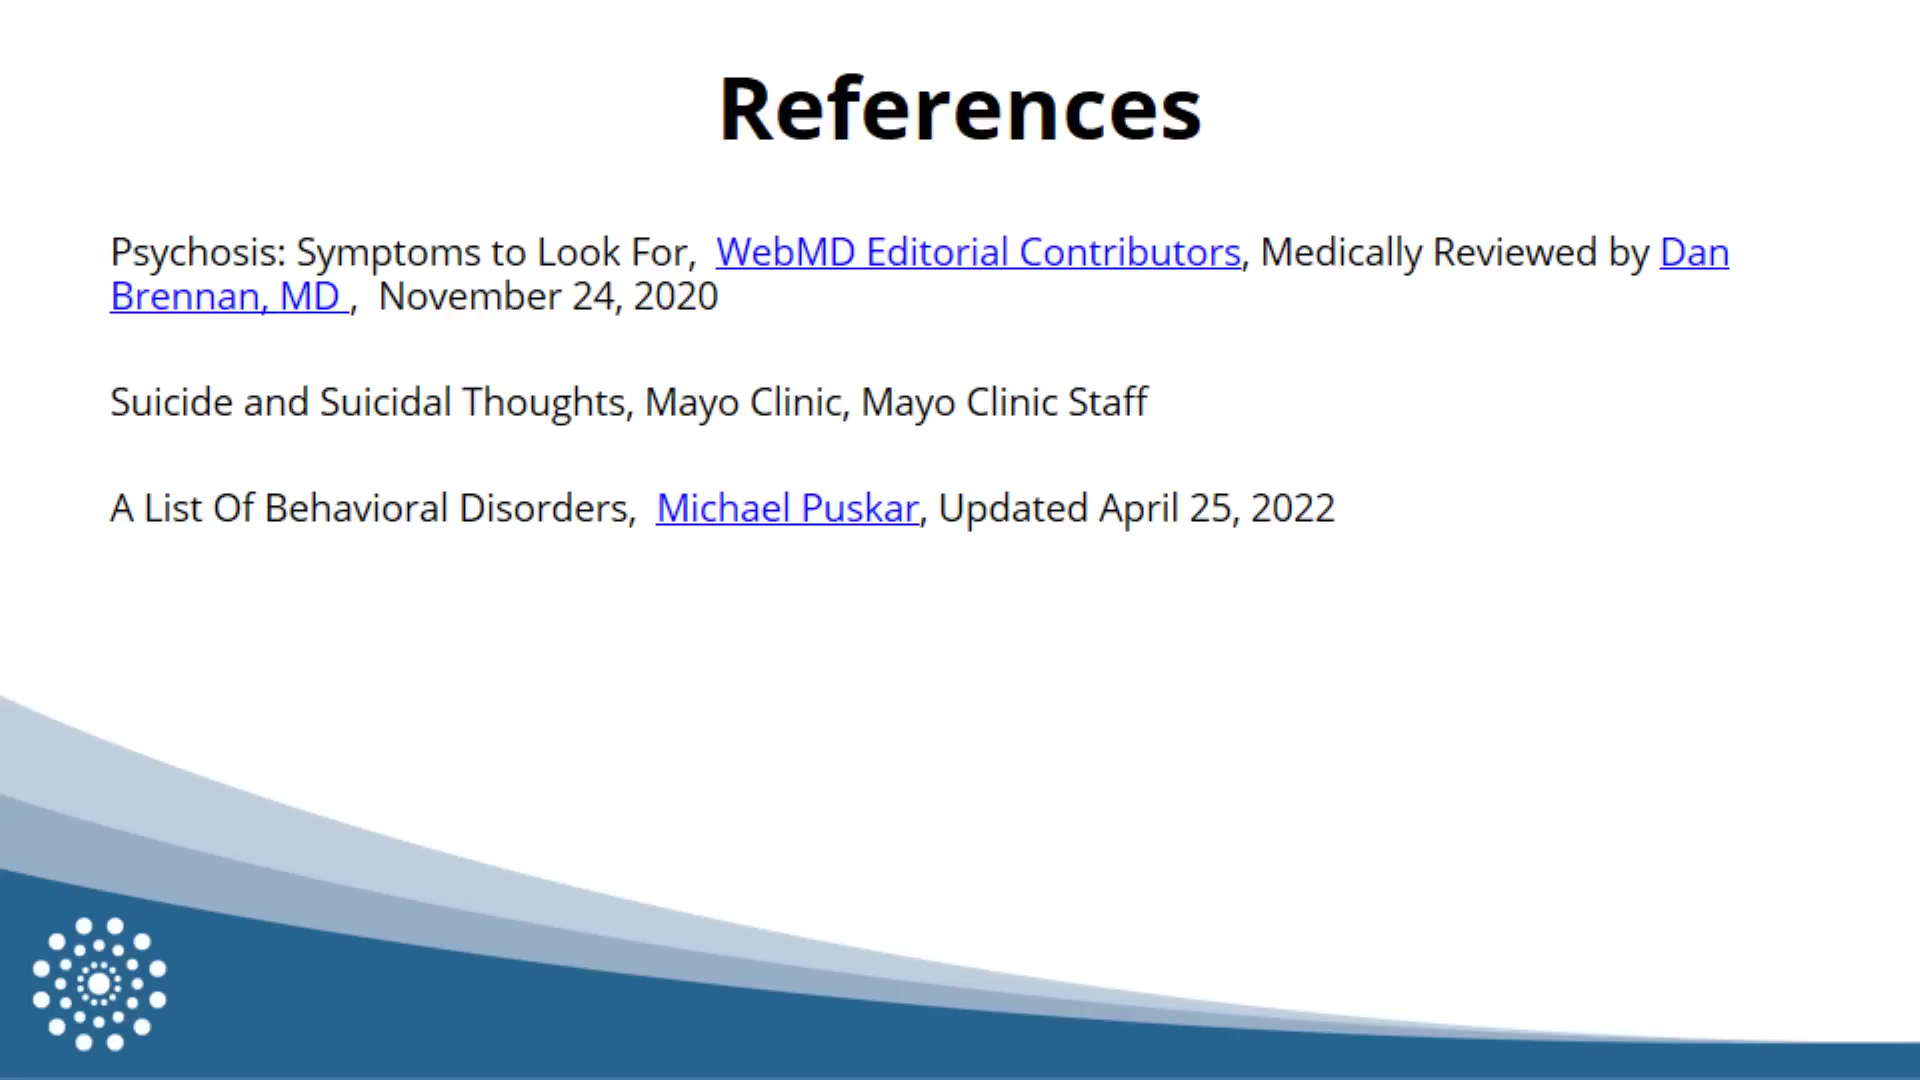 References
Psychosis: Symptoms to Look For,  WebMD Editorial Contributors, Medically Reviewed by Dan
Brennan, MD ,  November 24, 2020
Suicide and Suicidal Thoughts, Mayo Clinic, Mayo Clinic Staff
A List Of Behavioral Disorders,  Michael Puskar, Updated April 25, 2022